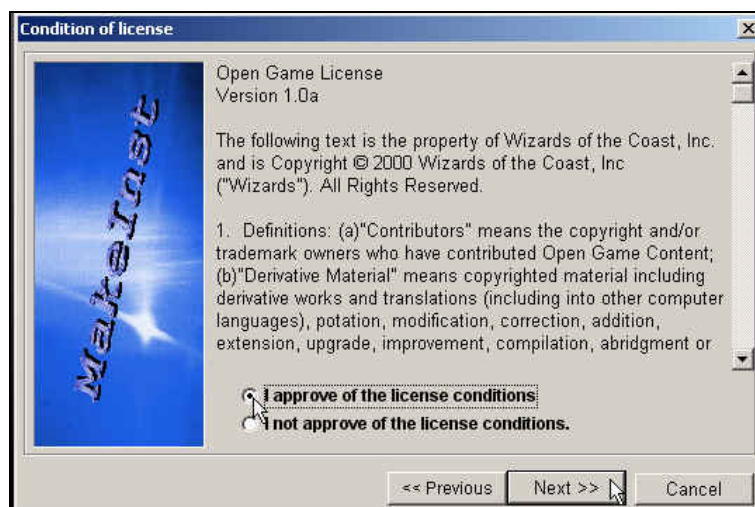 Condition of license
MakeInst
Open Game License
Version 1.0a
The following text is the property of Wizards of the Coast, Inc.
and is Copyright © 2000 Wizards of the Coast, Inc
("Wizards"). All Rights Reserved.
1. Definitions: (a)"Contributors" means the copyright and/or
trademark owners who have contributed Open Game Content;
(b)"Derivative Material" means copyrighted material including
derivative works and translations (including into other computer
languages), potation, modification, correction, addition,
extension, upgrade, improvement, compilation, abridgment or
I approve of the license conditions
I not approve of the license conditions.
<< Previous
Next >>
Cancel